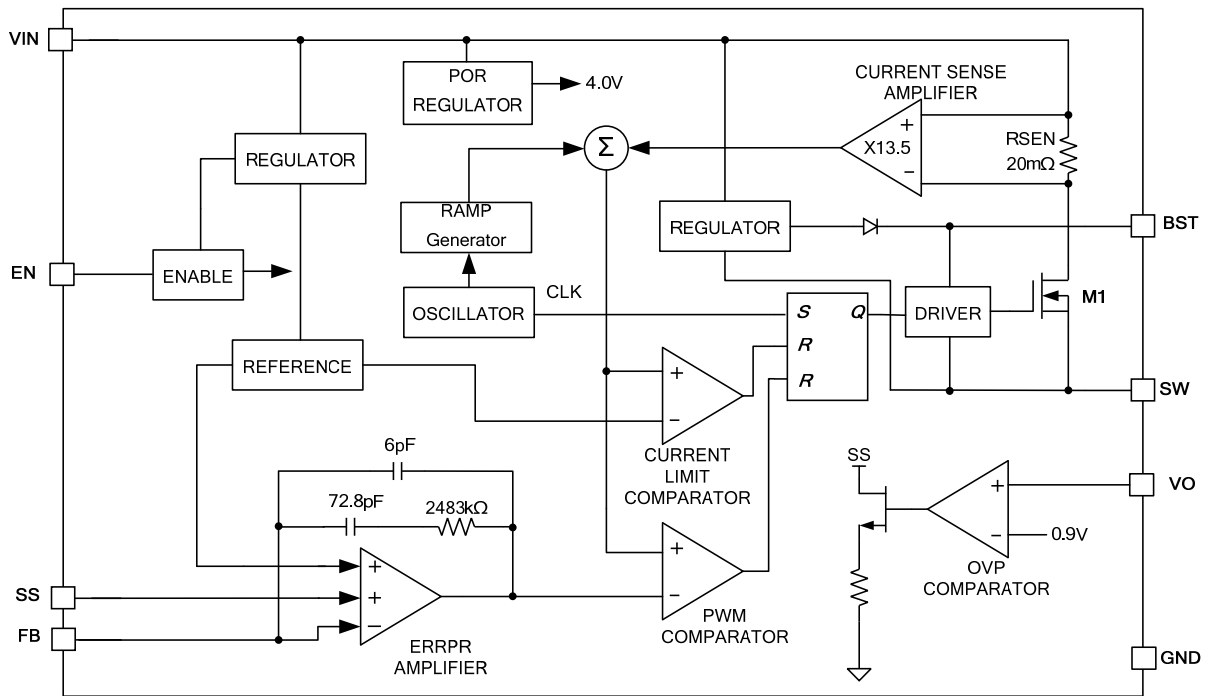 VIN
POR
REGULATOR
4.0V
CURRENT SENSE
AMPLIFIER
+
X13.5
−
RSEN
20mΩ
REGULATOR
Σ
RAMP
Generator
REGULATOR
BST
EN
ENABLE
OSCILLATOR
CLK
S
Q
R
R
DRIVER
M1
REFERENCE
+
−
CURRENT
LIMIT
COMPARATOR
SW
6pF
72.8pF
2483kΩ
SS
+
−
0.9V
OVP
COMPARATOR
VO
+
−
PWM
COMPARATOR
SS
FB
+
+
−
ERRPR
AMPLIFIER
GND